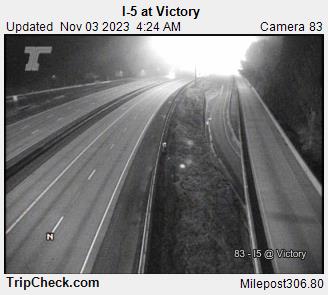 I-5 at Victory
Updated Nov 03 2023 4:24 AM Camera 83
T
N
83 - I5 @ Victory
TripCheck.com Milepost306.80